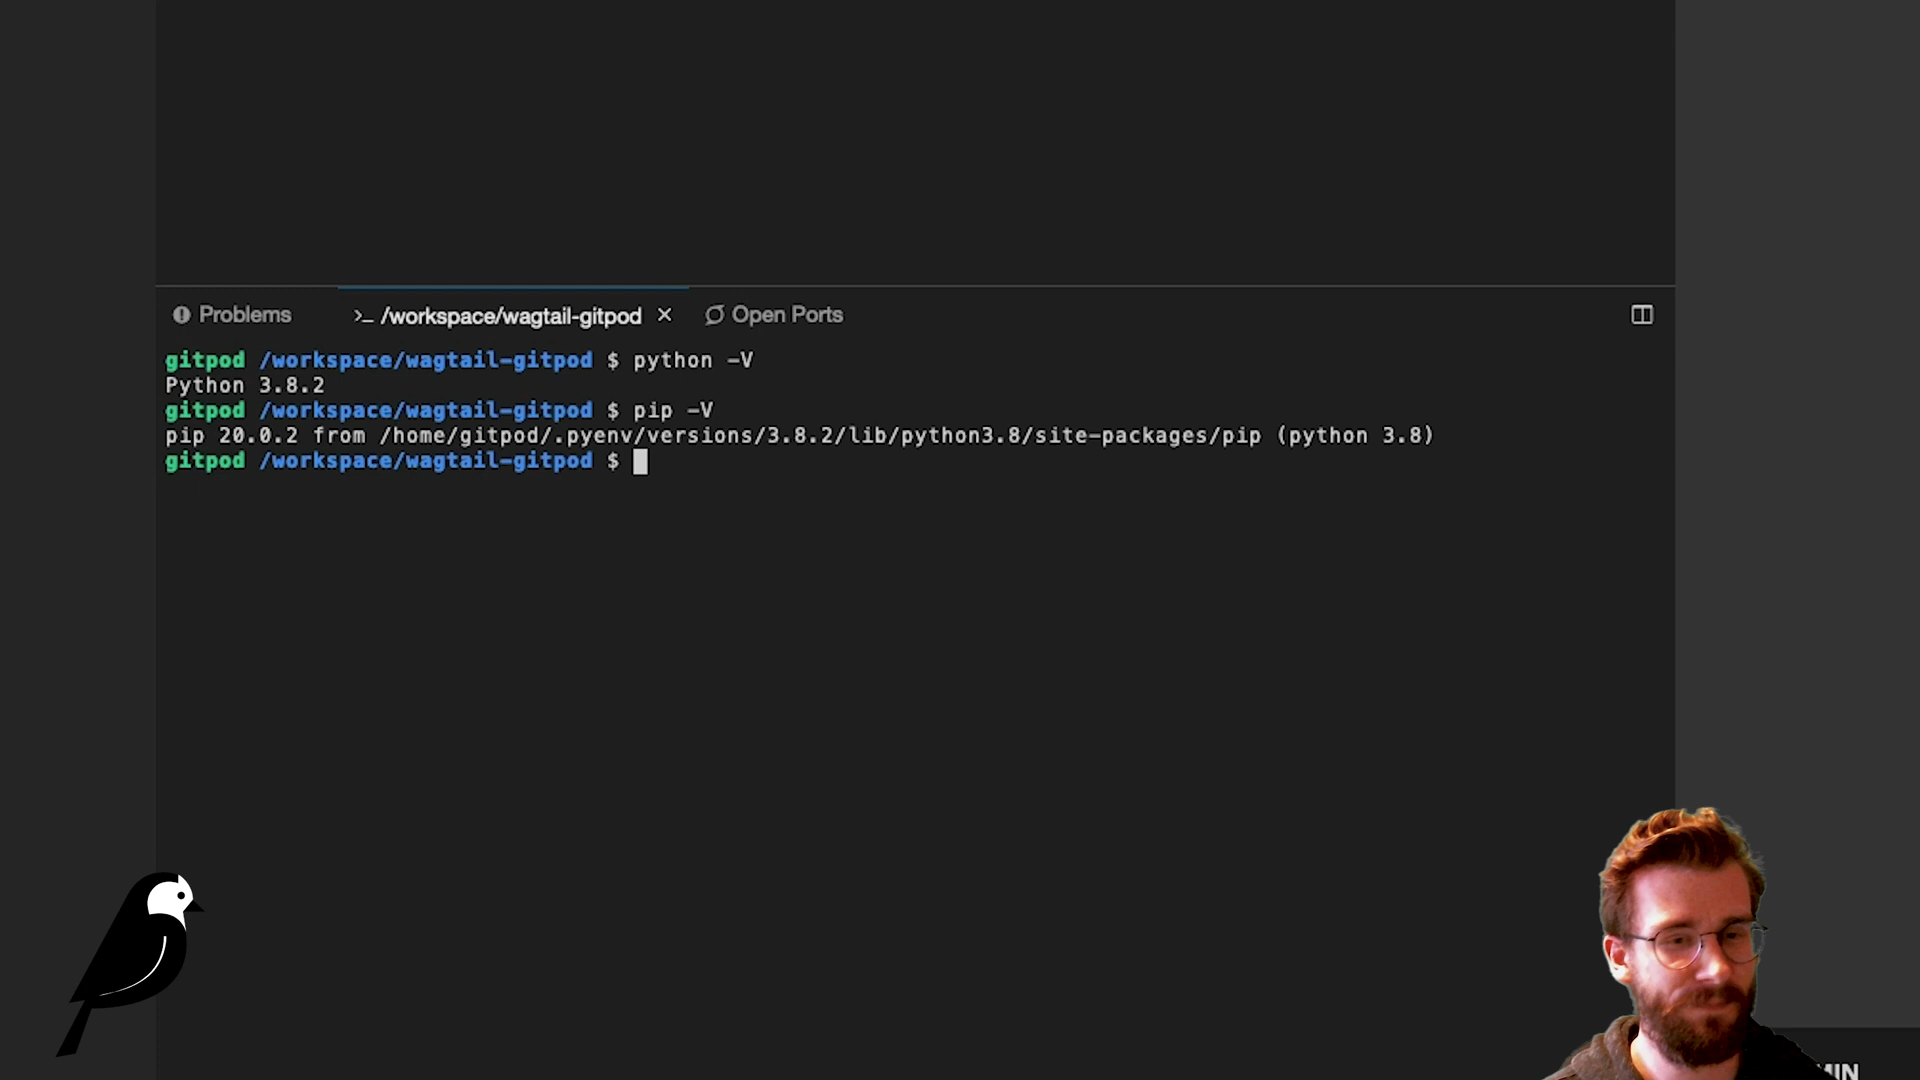 Problems >_ /workspace/wagtail-gitpod × Open Ports
gitpod /workspace/wagtail-gitpod $ python -V
Python 3.8.2
gitpod /workspace/wagtail-gitpod $ pip -V
pip 20.0.2 from /home/gitpod/.pyenv/versions/3.8.2/lib/python3.8/site-packages/pip (python 3.8)
gitpod /workspace/wagtail-gitpod $